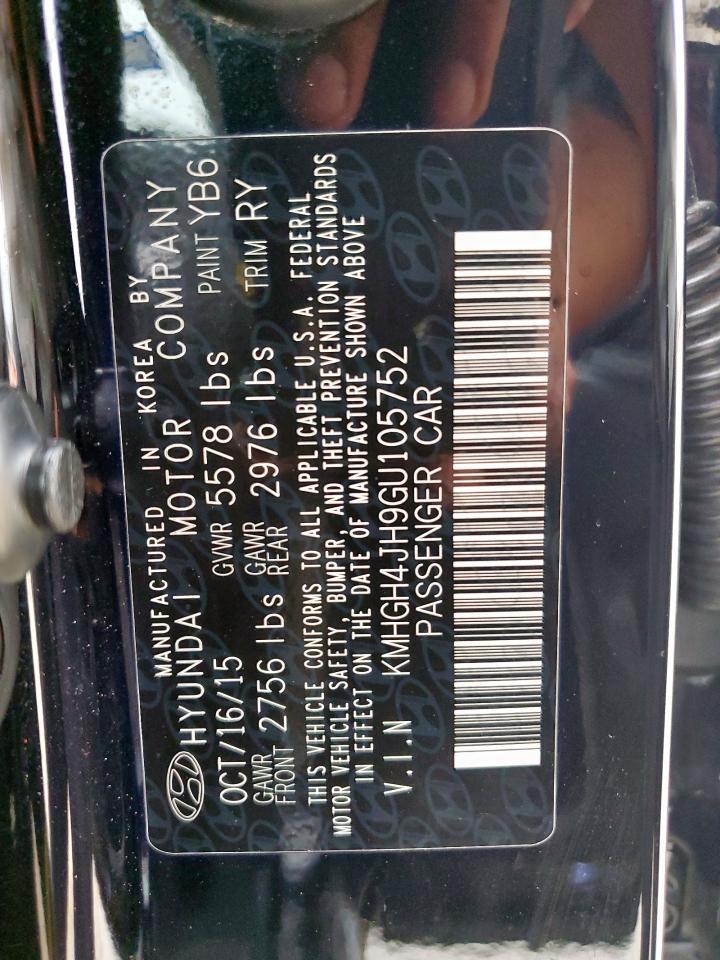 MANUFACTURED IN KOREA BY
HYUNDAI MOTOR COMPANY
OCT/16/15 GVWR 5578 lbs PAINT YB6
GAWR FRONT 2756 lbs GAWR REAR 2976 lbs TRIM RY
THIS VEHICLE CONFORMS TO ALL APPLICABLE U.S.A. FEDERAL
MOTOR VEHICLE SAFETY, BUMPER, AND THEFT PREVENTION STANDARDS
IN EFFECT ON THE DATE OF MANUFACTURE SHOWN ABOVE
V.I.N KMHGH4JH9GU105752
PASSENGER CAR